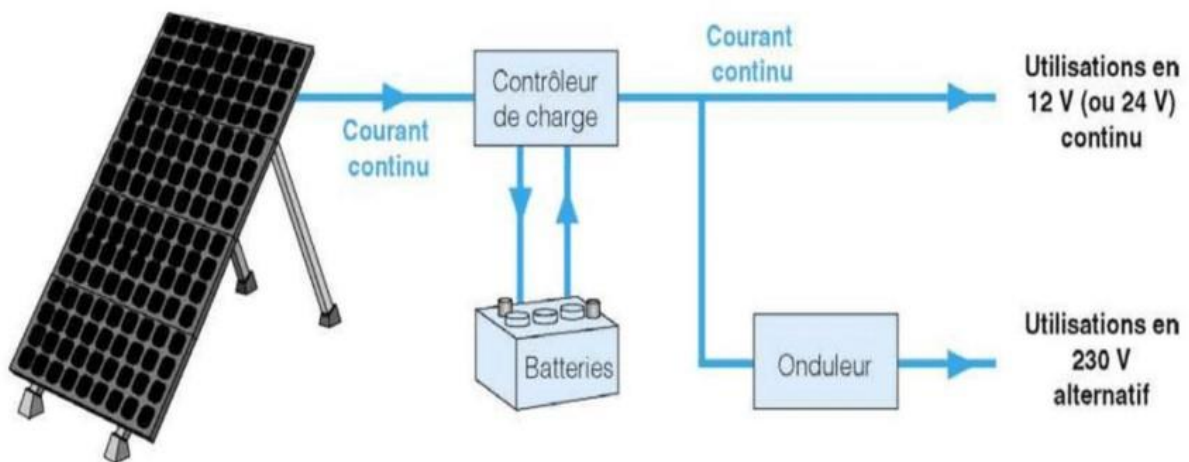 Courant
continu
Contrôleur
de charge
Courant
continu
Utilisations en
12 V (ou 24 V)
continu
Batteries
Onduleur
Utilisations en
230 V
alternatif